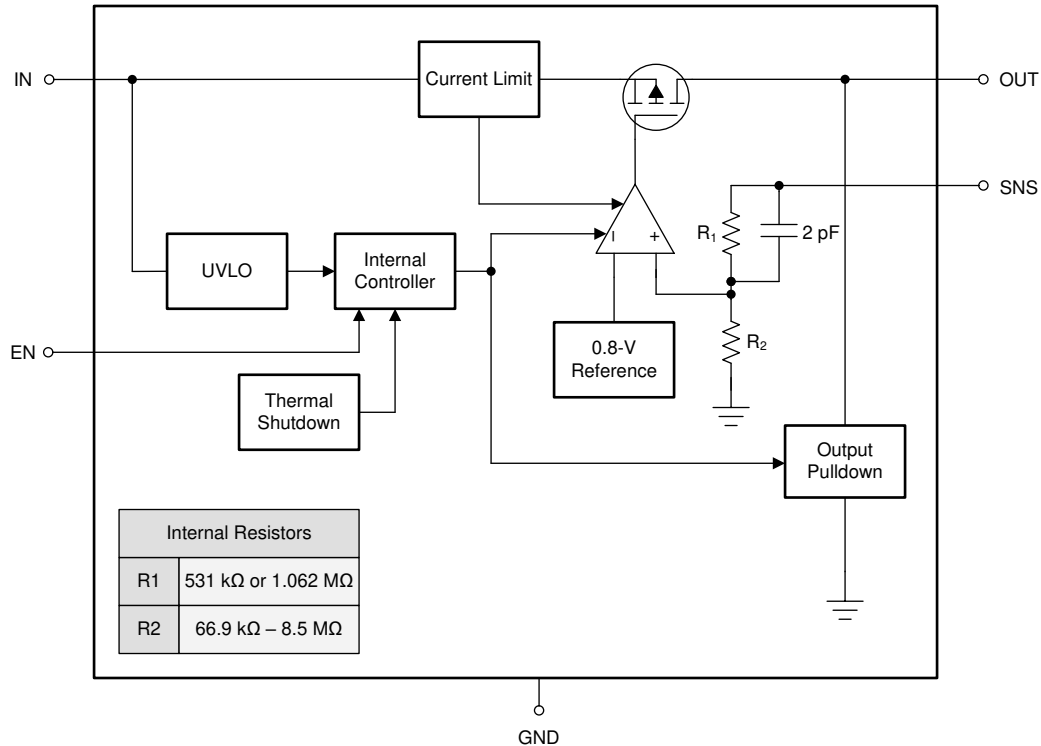 IN
Current Limit
OUT
SNS
R1
2 pF
UVLO
Internal
Controller
I
+
EN
0.8-V
Reference
R2
Thermal
Shutdown
Output
Pulldown
Internal Resistors
R1 531 kΩ or 1.062 MΩ
R2 66.9 kΩ – 8.5 MΩ
GND